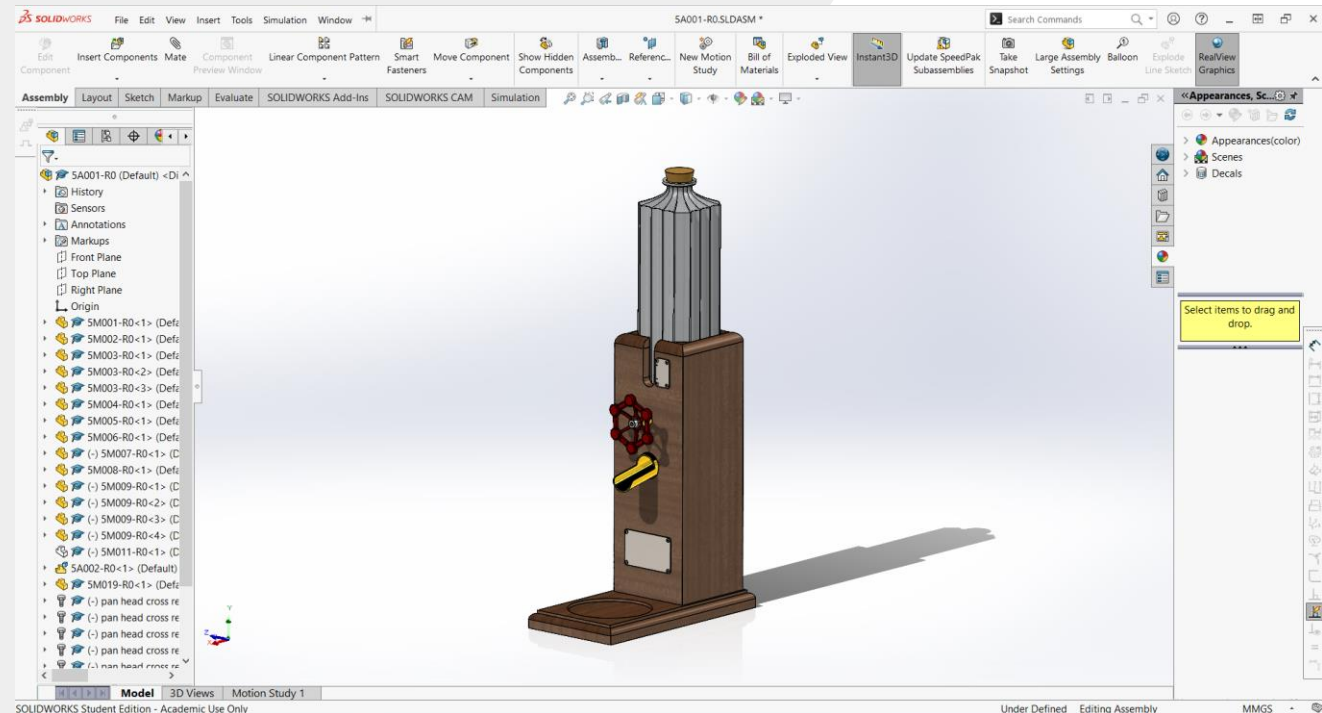 SOLIDWORKS File Edit View Insert Tools Simulation Window 5A001-R0.SLDASM * Search Commands
Edit Component
Insert Components
Mate
Component Preview Window
Linear Component Pattern
Smart Fasteners
Move Component
Show Hidden Components
Assemb...
Referenc...
New Motion Study
Bill of Materials
Exploded View
Instant3D
Update SpeedPak Subassemblies
Take Snapshot
Large Assembly Settings
Balloon
Explode Line Sketch
RealView Graphics
Assembly Layout Sketch Markup Evaluate SOLIDWORKS Add-Ins SOLIDWORKS CAM Simulation
5A001-R0 (Default) <Di
History
Sensors
Annotations
Markups
Front Plane
Top Plane
Right Plane
Origin
5M001-R0<1> (Defa
5M002-R0<1> (Defa
5M003-R0<1> (Defa
5M003-R0<2> (Defa
5M003-R0<3> (Defa
5M004-R0<1> (Defa
5M005-R0<1> (Defa
5M006-R0<1> (Defa
(-) 5M007-R0<1> (D
5M008-R0<1> (Defa
(-) 5M009-R0<1> (D
(-) 5M009-R0<2> (D
(-) 5M009-R0<3> (D
(-) 5M009-R0<4> (D
(-) 5M011-R0<1> (D
5A002-R0<1> (Default)
5M019-R0<1> (Defa
(-) pan head cross re
(-) pan head cross re
(-) pan head cross re
(-) pan head cross re
(-) pan head cross re
Y
Z
X
«Appearances, Sc...
Appearances(color)
Scenes
Decals
Select items to drag and
drop.
Model 3D Views Motion Study 1
SOLIDWORKS Student Edition - Academic Use Only Under Defined Editing Assembly MMGS -